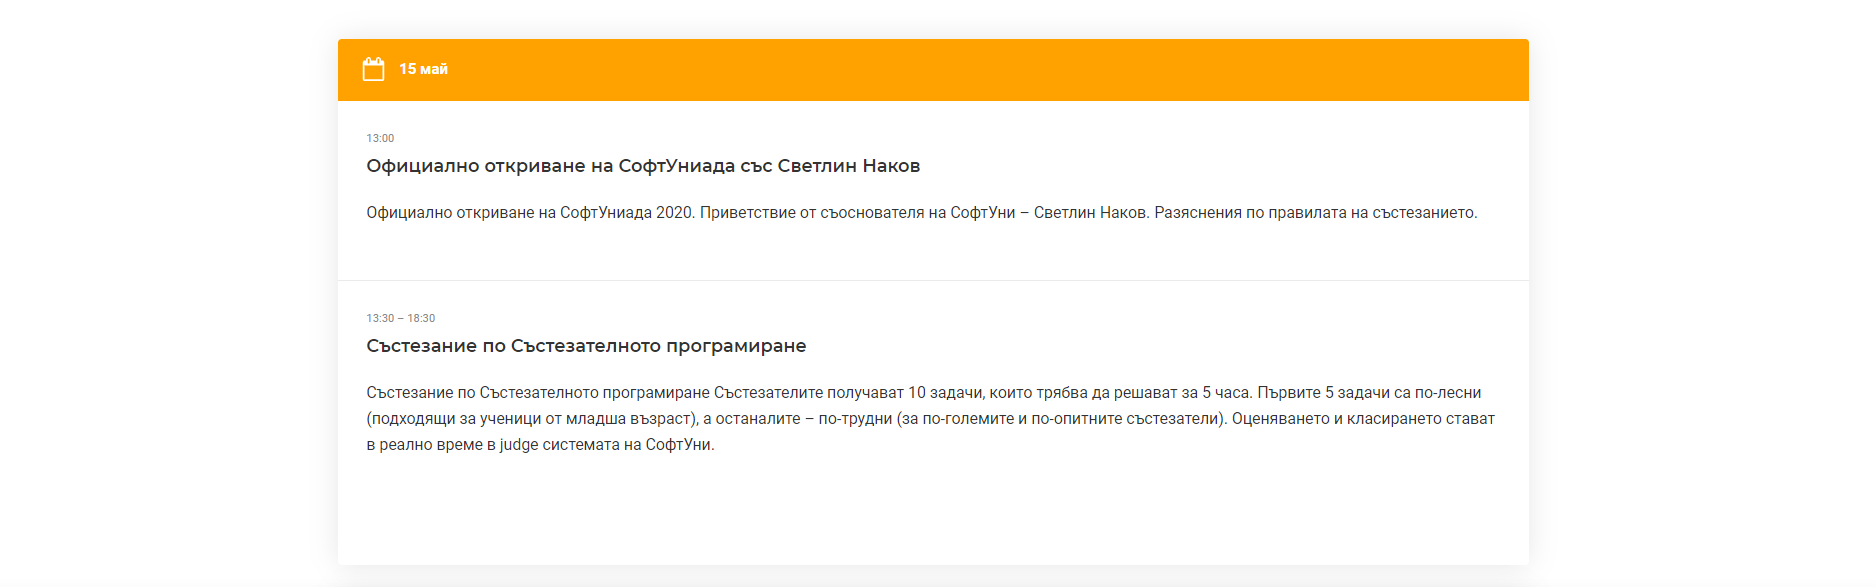 15 май
13:00
Официално откриване на СофтУниада със Светлин Наков
Официално откриване на СофтУниада 2020. Приветствие от съоснователя на СофтУни – Светлин Наков. Разяснения по правилата на състезанието.
13:30 – 18:30
Състезание по Състезателното програмиране
Състезание по Състезателното програмиране Състезателите получават 10 задачи, които трябва да решават за 5 часа. Първите 5 задачи са по-лесни
(подходящи за ученици от младша възраст), а останалите – по-трудни (за по-големите и по-опитните състезатели). Оценяването и класирането стават
в реално време в judge системата на СофтУни.